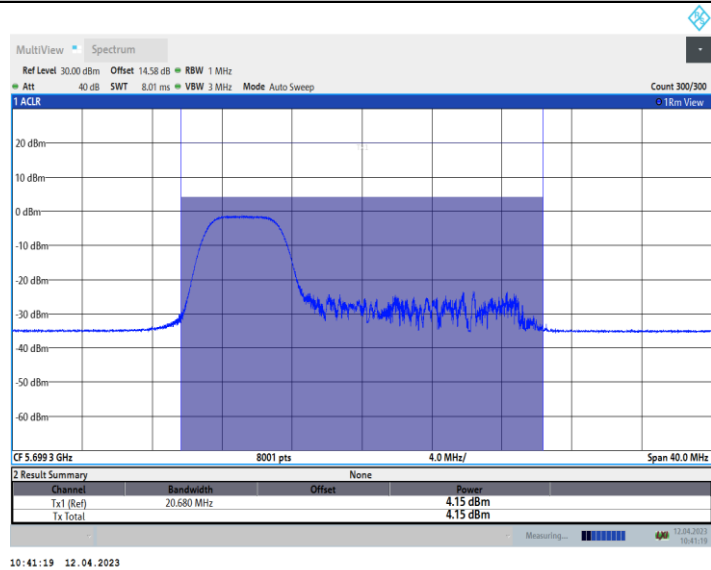 MultiView Spectrum
Ref Level 30.00 dBm Offset 14.58 dB RBW 1 MHz
Att 40 dB SWT 8.01 ms VBW 3 MHz Mode Auto Sweep Count 300/300
1 ACLR 1Rm View
20 dBm
10 dBm
0 dBm
-10 dBm
-20 dBm
-30 dBm
-40 dBm
-50 dBm
-60 dBm
CF 5.699 3 GHz 8001 pts 4.0 MHz/ Span 40.0 MHz
2 Result Summary None
Channel Bandwidth Offset Power
Tx1 (Ref) 20.680 MHz 4.15 dBm
Tx Total 4.15 dBm
Measuring... 12.04.2023
10:41:19
10:41:19 12.04.2023